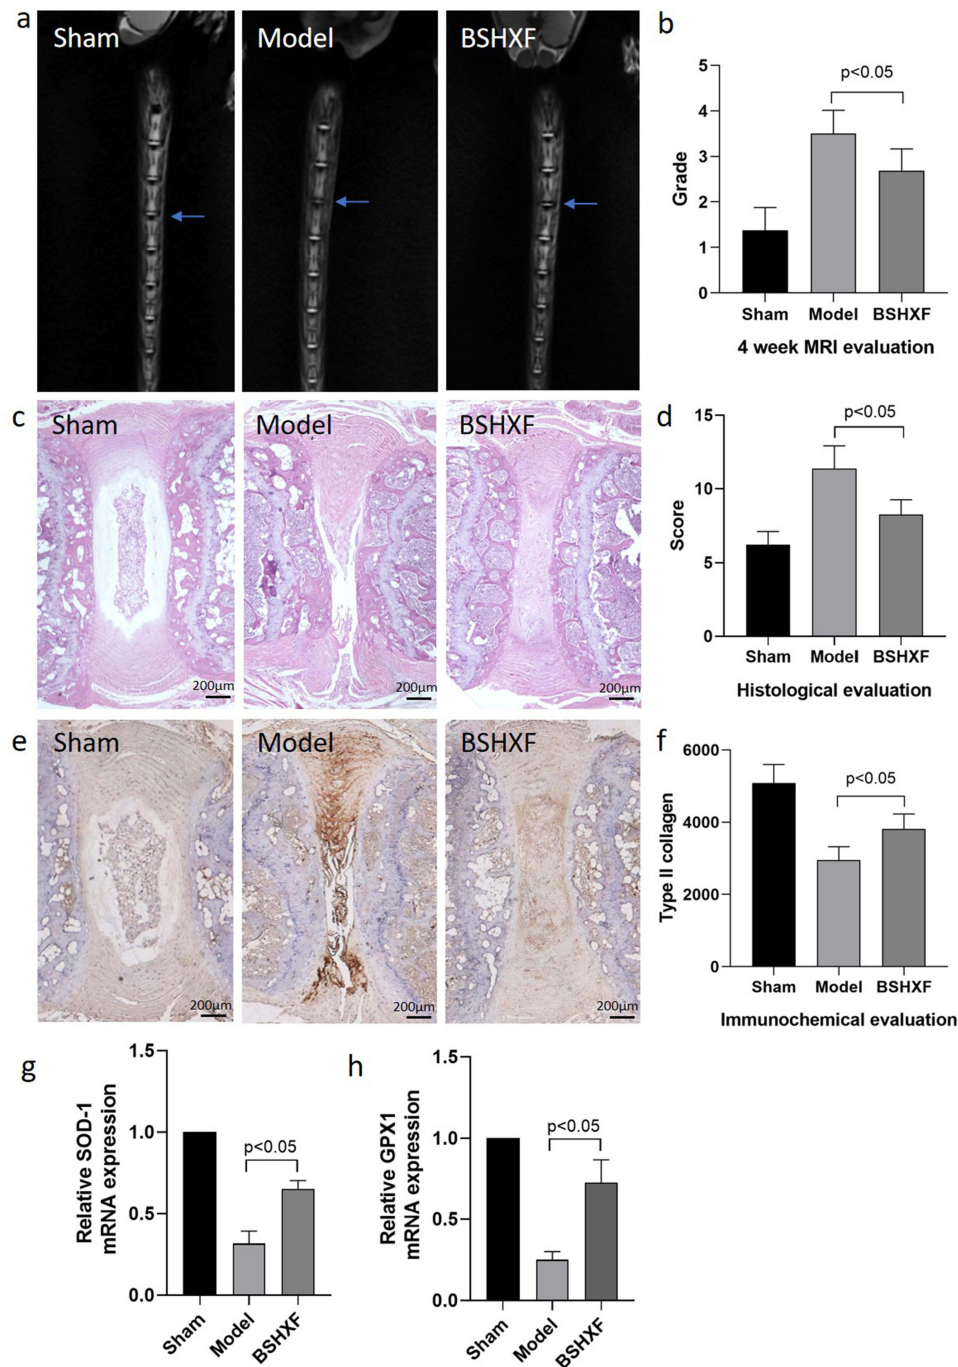 a
Sham
Model
BSHXF
b
5
4
3
2
1
0
Grade
p<0.05
Sham
Model
BSHXF
4 week MRI evaluation
c
Sham
Model
BSHXF
200μm
200μm
200μm
d
15
10
5
0
Score
p<0.05
Sham
Model
BSHXF
Histological evaluation
e
Sham
Model
BSHXF
200μm
200μm
200μm
f
6000
4000
2000
0
Type II collagen
p<0.05
Sham
Model
BSHXF
Immunochemical evaluation
g
1.5
1.0
0.5
0.0
Relative SOD-1
mRNA expression
p<0.05
Sham
Model
BSHXF
h
1.5
1.0
0.5
0.0
Relative GPX1
mRNA expression
p<0.05
Sham
Model
BSHXF